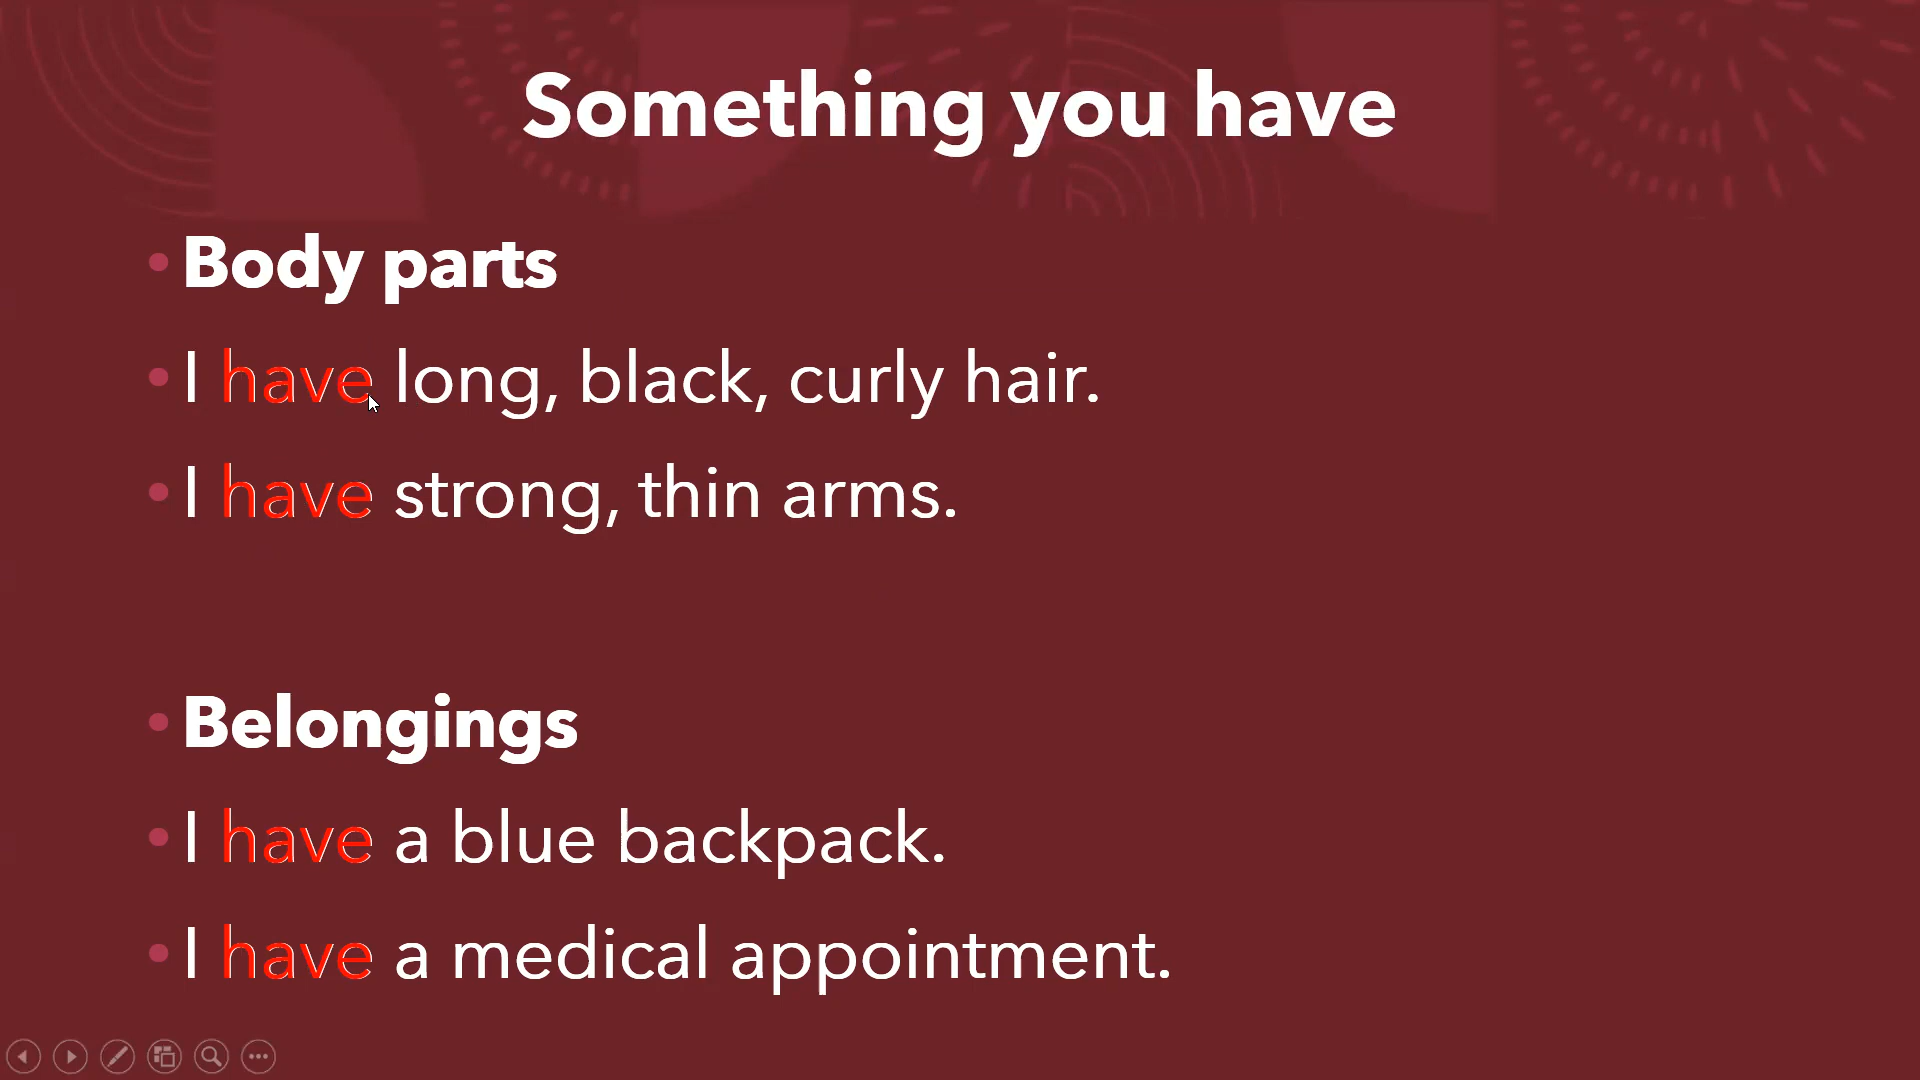 Something you have
Body parts
I have long, black, curly hair.
I have strong, thin arms.
Belongings
I have a blue backpack.
I have a medical appointment.